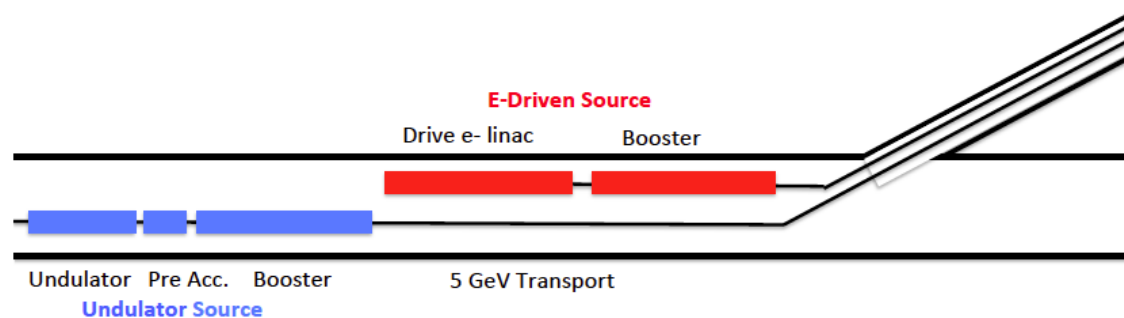 E-Driven Source
Drive e- linac
Booster
Undulator
Pre Acc.
Booster
5 GeV Transport
Undulator Source